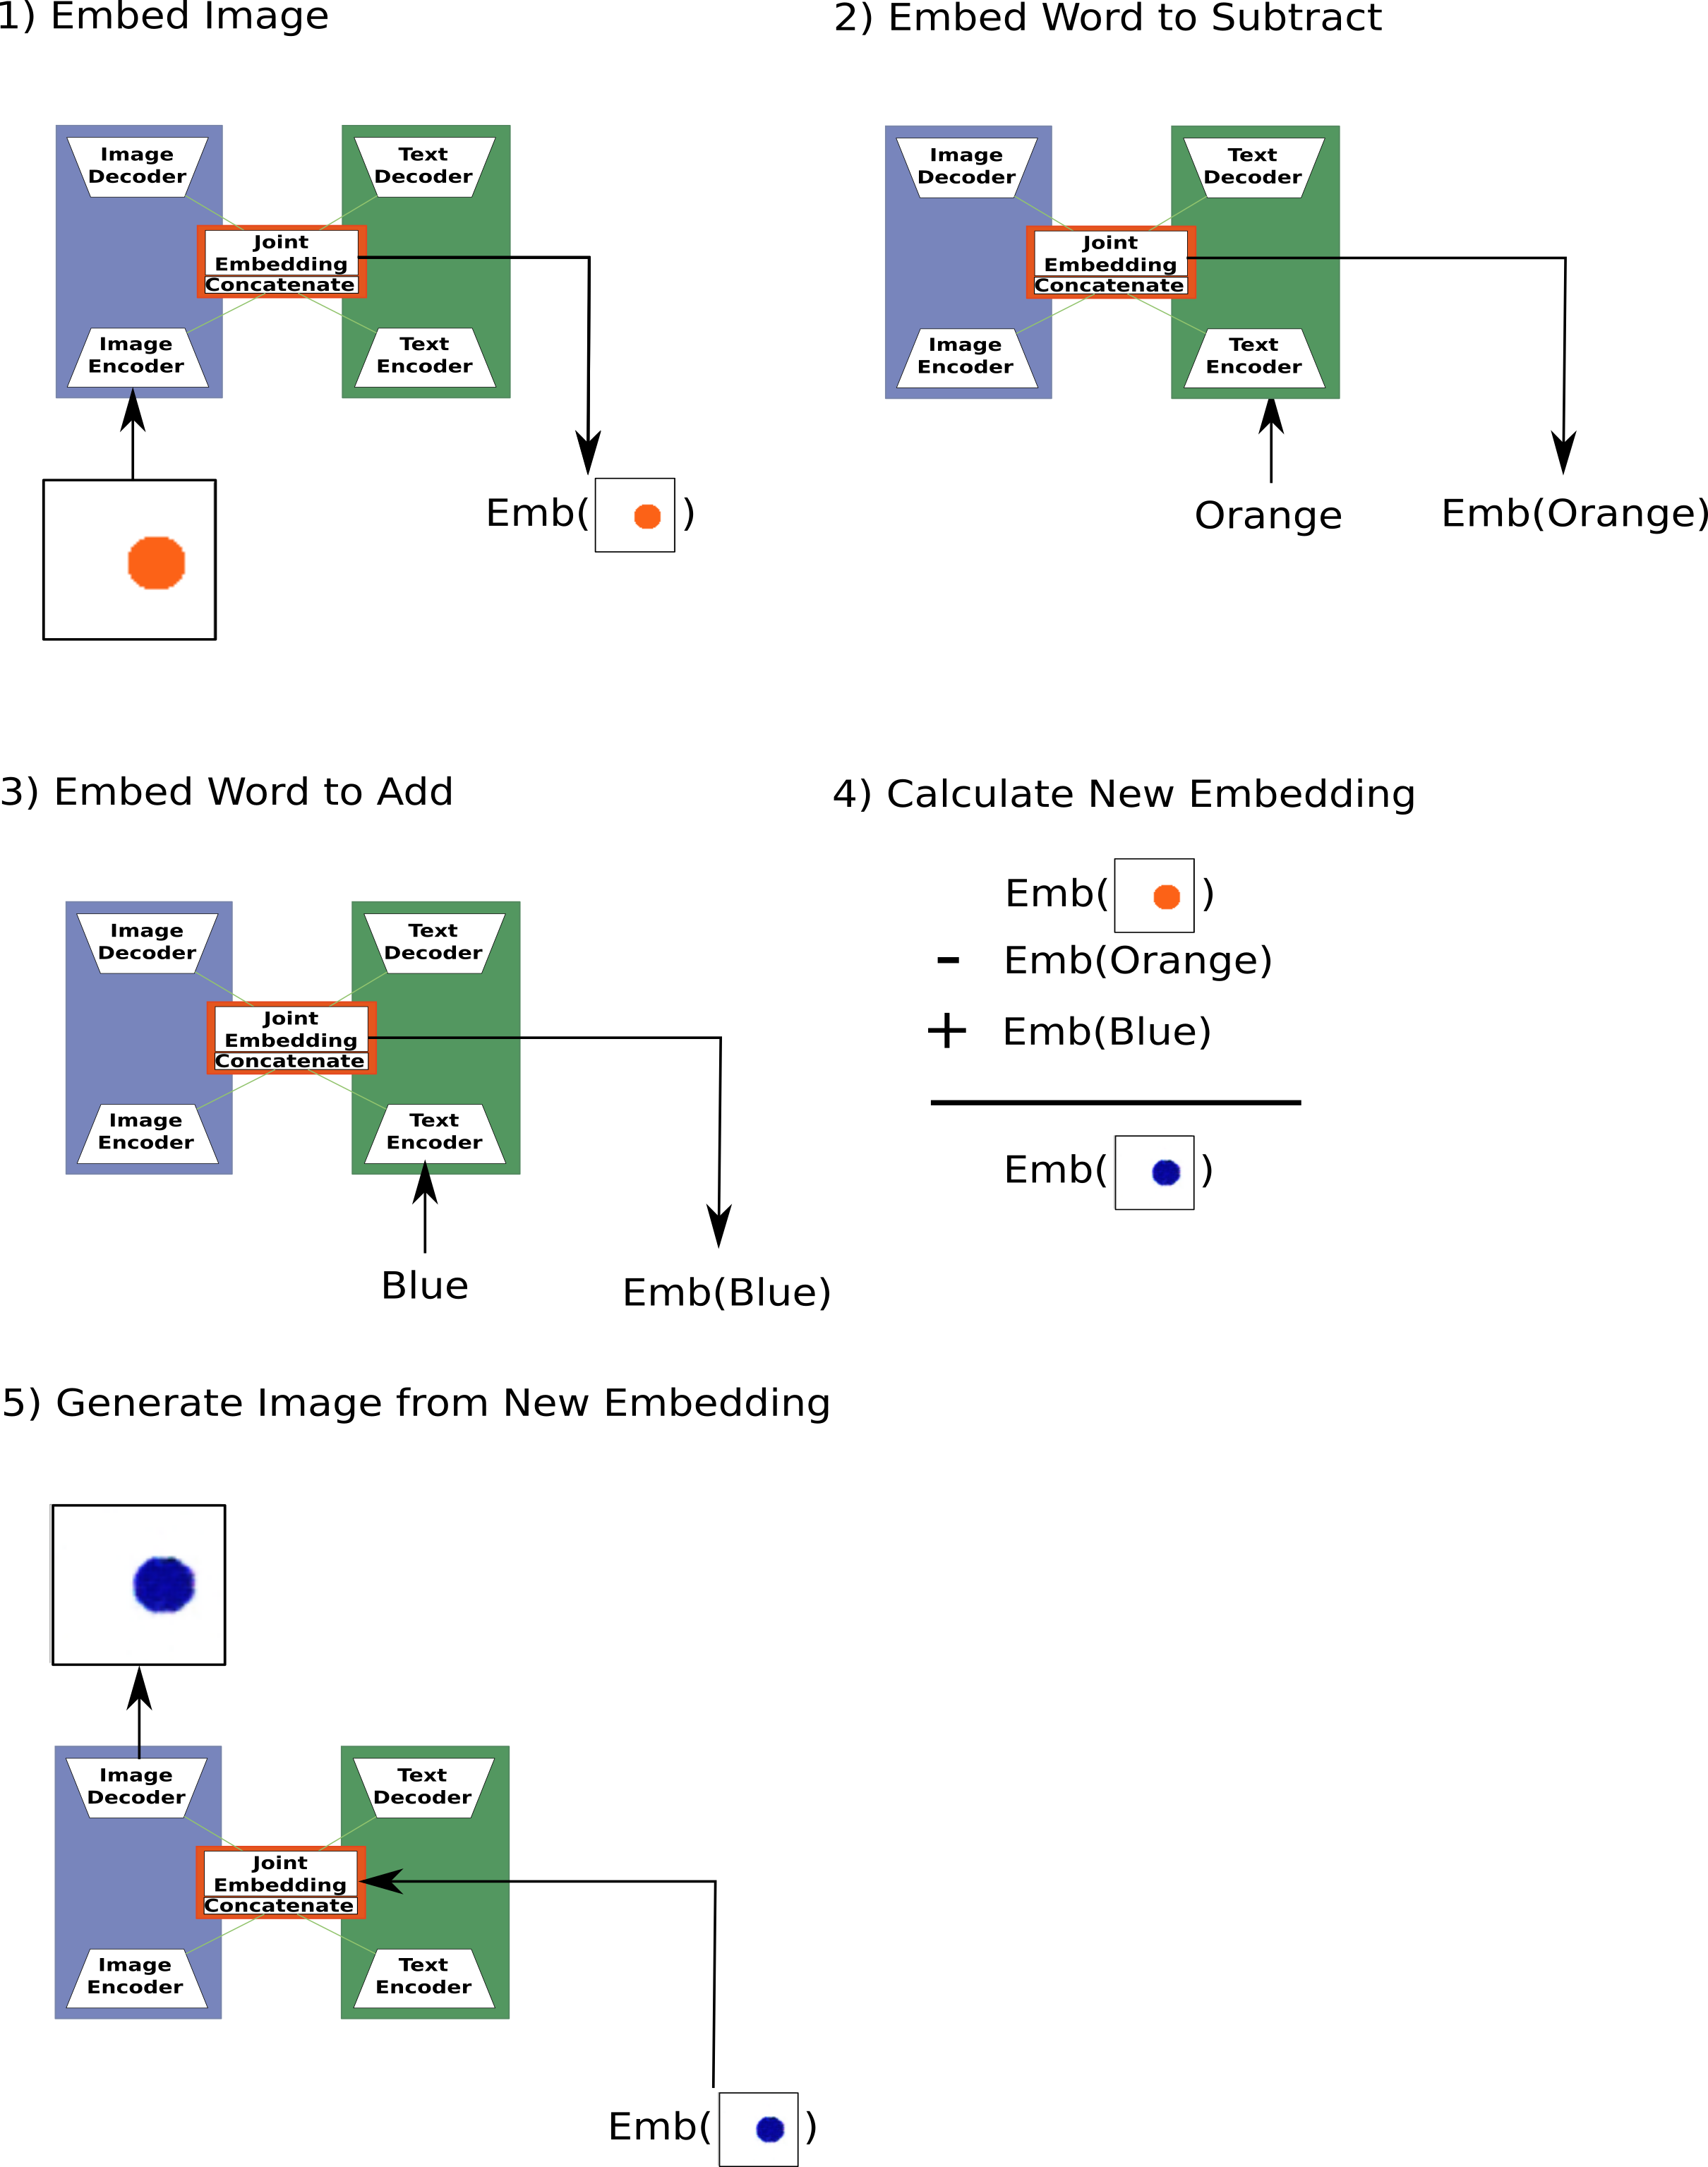 1) Embed Image
Image
Decoder
Text
Decoder
Joint
Embedding
Concatenate
Image
Encoder
Text
Encoder
Emb( )
2) Embed Word to Subtract
Image
Decoder
Text
Decoder
Joint
Embedding
Concatenate
Image
Encoder
Text
Encoder
Orange
Emb(Orange)
3) Embed Word to Add
Image
Decoder
Text
Decoder
Joint
Embedding
Concatenate
Image
Encoder
Text
Encoder
Blue
Emb(Blue)
4) Calculate New Embedding
Emb( )
- Emb(Orange)
+ Emb(Blue)
Emb( )
5) Generate Image from New Embedding
Image
Decoder
Text
Decoder
Joint
Embedding
Concatenate
Image
Encoder
Text
Encoder
Emb( )